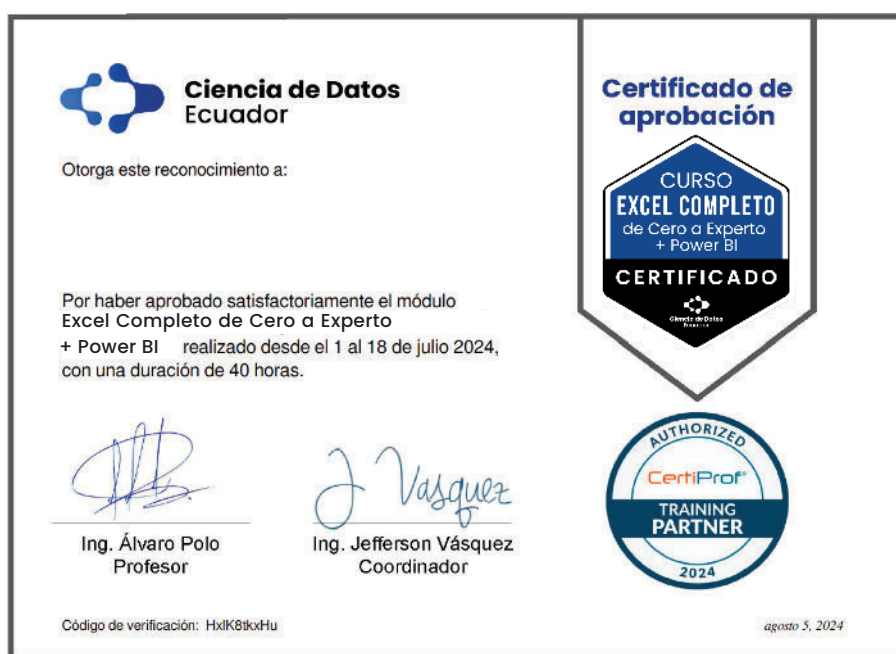 Ciencia de Datos
Ecuador
Otorga este reconocimiento a:
Por haber aprobado satisfactoriamente el módulo
Excel Completo de Cero a Experto
+ Power BI realizado desde el 1 al 18 de julio 2024,
con una duración de 40 horas.
J Vasquez
Ing. Álvaro Polo
Profesor
Ing. Jefferson Vásquez
Coordinador
Código de verificación: HxlK8tkxHu
Certificado de
aprobación
CURSO
EXCEL COMPLETO
de Cero a Experto
+ Power BI
CERTIFICADO
Ciencia de Datos
Ecuador
AUTHORIZED
CertiProf®
TRAINING
PARTNER
2024
agosto 5, 2024